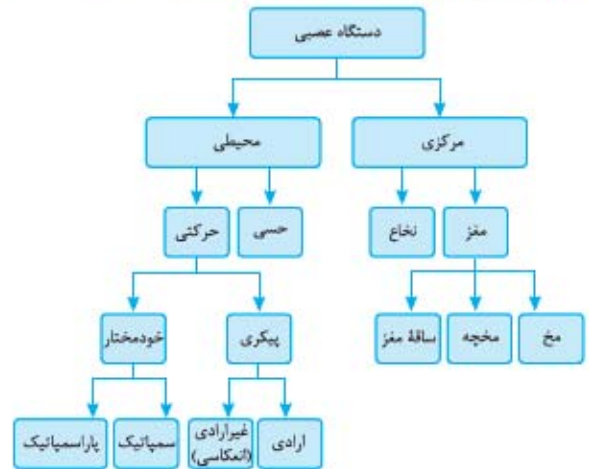 دستگاه عصبی
مرکزی
محیطی
مغز
نخاع
حسی
حرکتی
مخ
مخچه
ساقهٔ مغز
پیکری
خودمختار
ارادی
غیرارادی
(انعکاسی)
سمپاتیک
پاراسمپاتیک